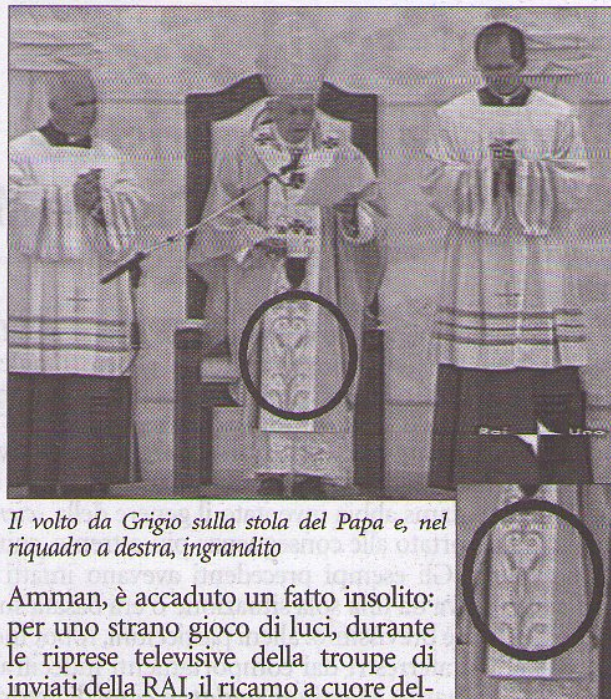 Rai Uno
Il volto da Grigio sulla stola del Papa e, nel
riquadro a destra, ingrandito
Amman, è accaduto un fatto insolito:
per uno strano gioco di luci, durante
le riprese televisive della troupe di
inviati della RAI, il ricamo a cuore del-